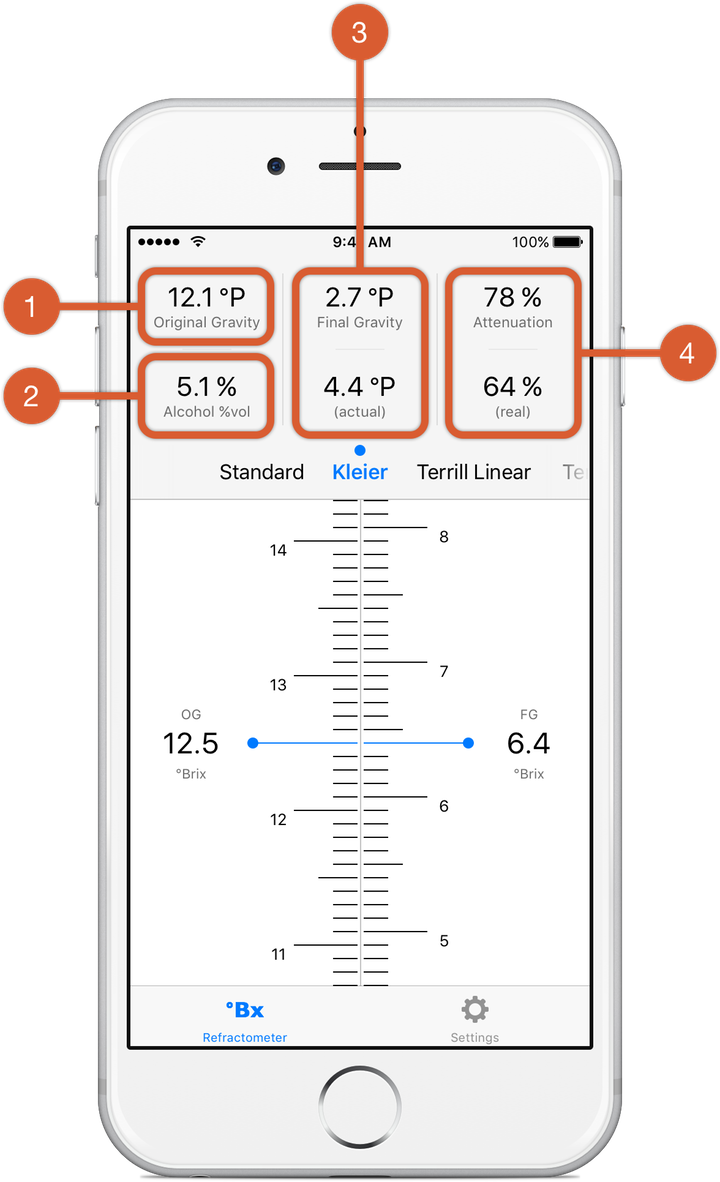 3
9:4 AM
100%
1
12.1 °P
Original Gravity
2.7 °P
Final Gravity
78 %
Attenuation
4
2
5.1 %
Alcohol %vol
4.4 °P
(actual)
64 %
(real)
Standard Kleier Terrill Linear
14
8
13
7
OG
12.5
°Brix
FG
6.4
°Brix
12
6
11
5
°Bx
Refractometer
Settings